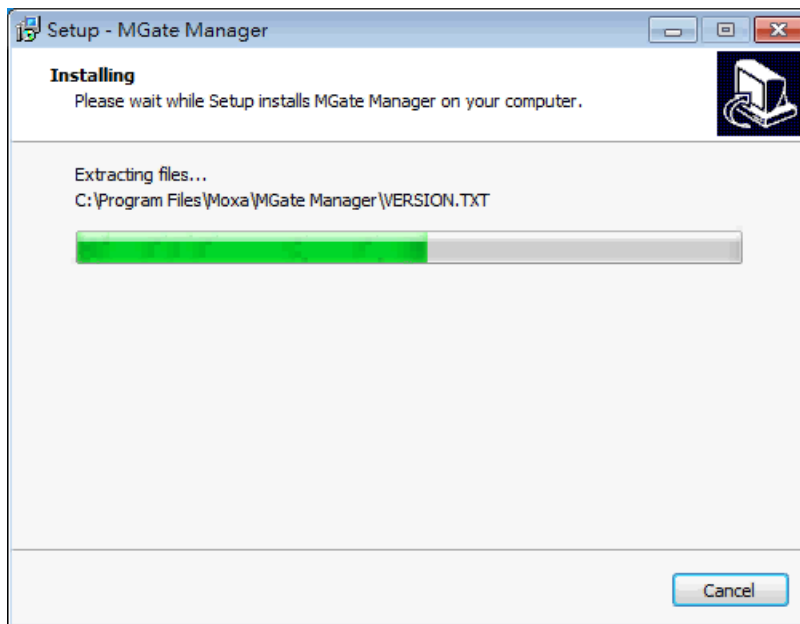 Setup - MGate Manager
Installing
Please wait while Setup installs MGate Manager on your computer.
Extracting files...
C:\Program Files\Moxa\MGate Manager\VERSION.TXT
Cancel